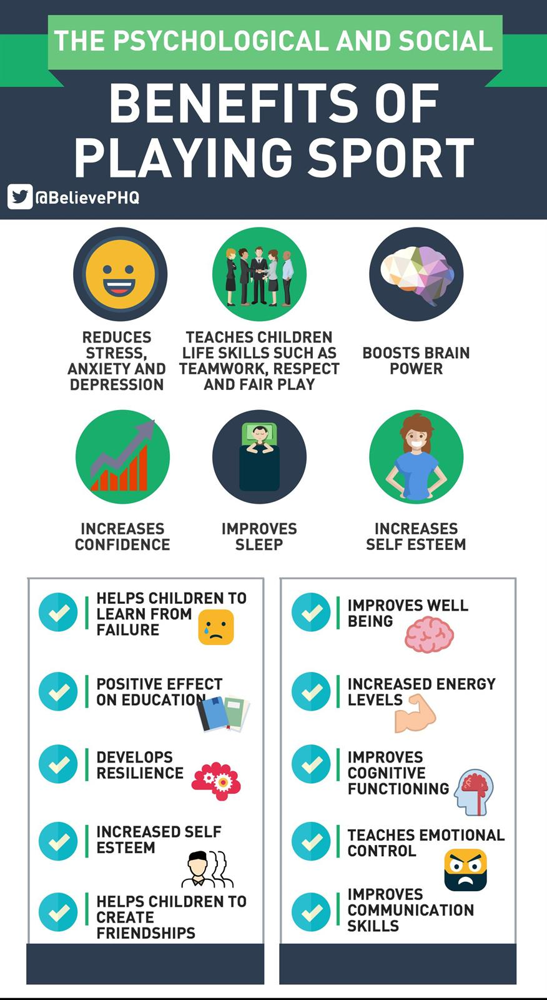 THE PSYCHOLOGICAL AND SOCIAL
BENEFITS OF
PLAYING SPORT
@BelievePHQ
REDUCES
STRESS,
ANXIETY AND
DEPRESSION
TEACHES CHILDREN
LIFE SKILLS SUCH AS
TEAMWORK, RESPECT
AND FAIR PLAY
BOOSTS BRAIN
POWER
INCREASES
CONFIDENCE
IMPROVES
SLEEP
INCREASES
SELF ESTEEM
HELPS CHILDREN TO
LEARN FROM
FAILURE
POSITIVE EFFECT
ON EDUCATION
DEVELOPS
RESILIENCE
INCREASED SELF
ESTEEM
HELPS CHILDREN TO
CREATE
FRIENDSHIPS
IMPROVES WELL
BEING
INCREASED ENERGY
LEVELS
IMPROVES
COGNITIVE
FUNCTIONING
TEACHES EMOTIONAL
CONTROL
IMPROVES
COMMUNICATION
SKILLS